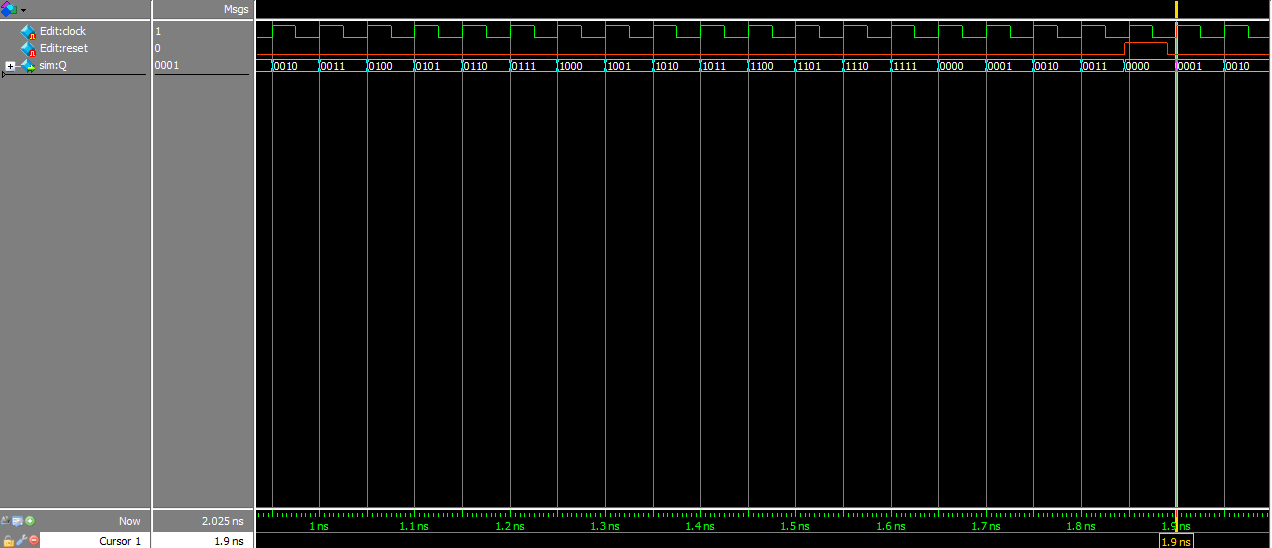 Msgs
Edit:clock 1
Edit:reset 0
sim:Q 0001
0010 0011 0100 0101 0110 0111 1000 1001 1010 1011 1100 1101 1110 1111 0000 0001 0010 0011 0000 0001 0010
Now 2.025 ns
1 ns 1.1 ns 1.2 ns 1.3 ns 1.4 ns 1.5 ns 1.6 ns 1.7 ns 1.8 ns 1.9 ns
Cursor 1 1.9 ns
1.9 ns